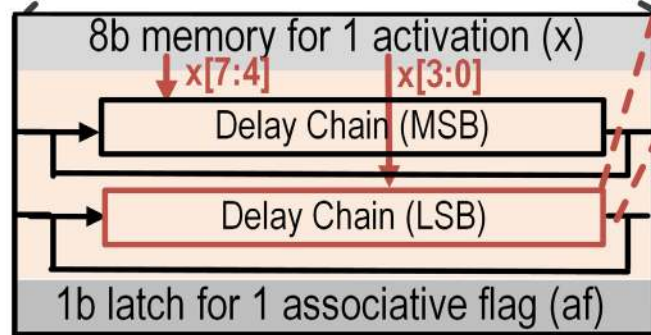 8b memory for 1 activation (x)
x[7:4] x[3:0]
Delay Chain (MSB)
Delay Chain (LSB)
1b latch for 1 associative flag (af)